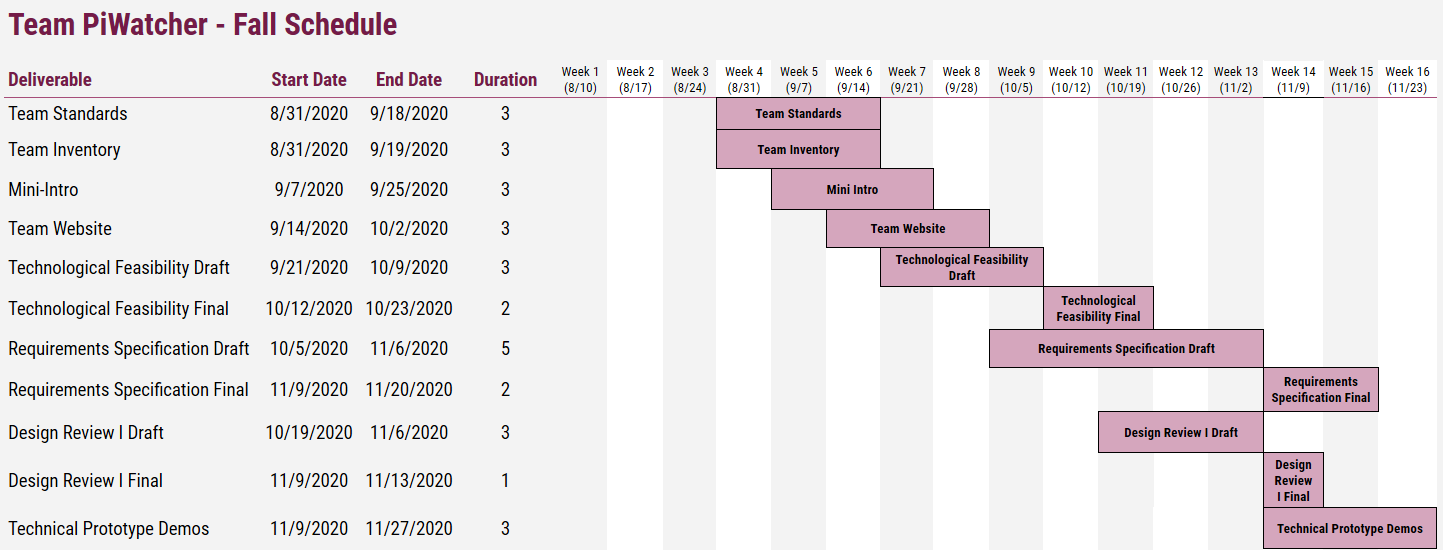 Team PiWatcher - Fall Schedule
Deliverable Start Date End Date Duration Week 1 Week 2 Week 3 Week 4 Week 5 Week 6 Week 7 Week 8 Week 9 Week 10 Week 11 Week 12 Week 13 Week 14 Week 15 Week 16
(8/10) (8/17) (8/24) (8/31) (9/7) (9/14) (9/21) (9/28) (10/5) (10/12) (10/19) (10/26) (11/2) (11/9) (11/16) (11/23)
Team Standards 8/31/2020 9/18/2020 3 Team Standards
Team Inventory 8/31/2020 9/19/2020 3 Team Inventory
Mini-Intro 9/7/2020 9/25/2020 3 Mini Intro
Team Website 9/14/2020 10/2/2020 3 Team Website
Technological Feasibility Draft 9/21/2020 10/9/2020 3 Technological Feasibility
Draft
Technological Feasibility Final 10/12/2020 10/23/2020 2 Technological
Feasibility Final
Requirements Specification Draft 10/5/2020 11/6/2020 5 Requirements Specification Draft
Requirements Specification Final 11/9/2020 11/20/2020 2 Requirements
Specification Final
Design Review I Draft 10/19/2020 11/6/2020 3 Design Review I Draft
Design Review I Final 11/9/2020 11/13/2020 1 Design
Review
I Final
Technical Prototype Demos 11/9/2020 11/27/2020 3 Technical Prototype Demos